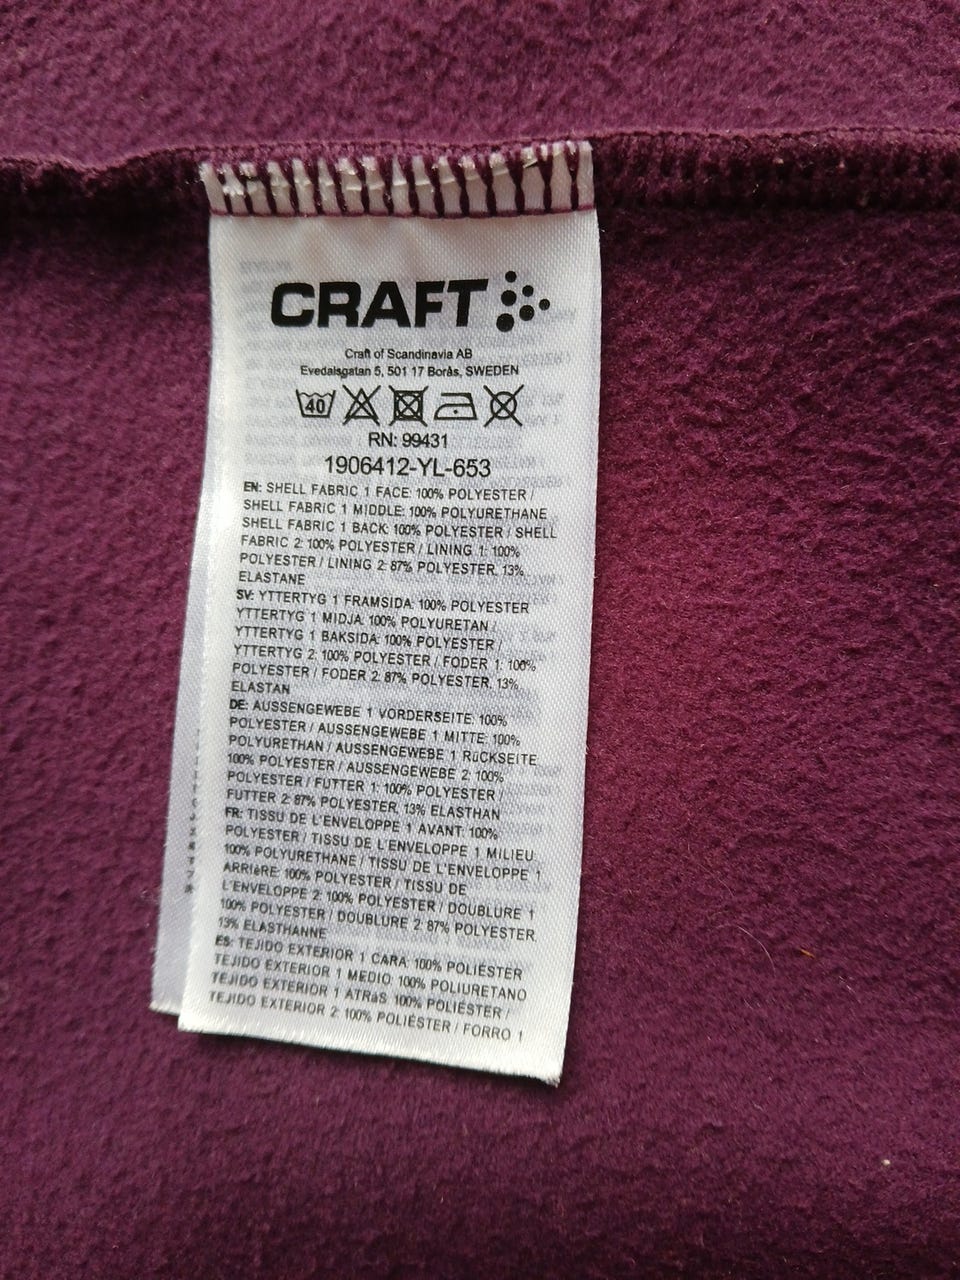 CRAFT
Craft of Scandinavia AB
Evedalsgatan 5, 501 17 Borås, SWEDEN
40
RN: 99431
1906412-YL-653
EN: SHELL FABRIC 1 FACE: 100% POLYESTER /
SHELL FABRIC 1 MIDDLE: 100% POLYURETHANE
SHELL FABRIC 1 BACK: 100% POLYESTER / SHELL
FABRIC 2: 100% POLYESTER / LINING 1: 100%
POLYESTER / LINING 2: 87% POLYESTER, 13%
ELASTANE
SV: YTTERTYG 1 FRAMSIDA: 100% POLYESTER
YTTERTYG 1 MIDJA: 100% POLYURETAN /
YTTERTYG 1 BAKSIDA: 100% POLYESTER /
YTTERTYG 2: 100% POLYESTER / FODER 1: 100%
POLYESTER / FODER 2: 87% POLYESTER, 13%
ELASTAN
DE: AUSSENGEWEBE 1 VORDERSEITE: 100%
POLYESTER / AUSSENGEWEBE 1 MITTE: 100%
POLYURETHAN / AUSSENGEWEBE 1 RüCKSEITE
100% POLYESTER / AUSSENGEWEBE 2: 100%
POLYESTER / FUTTER 1: 100% POLYESTER /
FUTTER 2: 87% POLYESTER, 13% ELASTHAN
FR: TISSU DE L'ENVELOPPE 1 AVANT: 100%
POLYESTER / TISSU DE L'ENVELOPPE 1 MILIEU:
100% POLYURETHANE / TISSU DE L'ENVELOPPE 1
ARRIèRE: 100% POLYESTER / TISSU DE
L'ENVELOPPE 2: 100% POLYESTER / DOUBLURE 1
100% POLYESTER / DOUBLURE 2: 87% POLYESTER,
13% ELASTHANNE
ES: TEJIDO EXTERIOR 1 CARA: 100% POLIÉSTER
TEJIDO EXTERIOR 1 MEDIO: 100% POLIURETANO
TEJIDO EXTERIOR 1 ATRáS: 100% POLIÉSTER /
TEJIDO EXTERIOR 2: 100% POLIÉSTER / FORRO 1